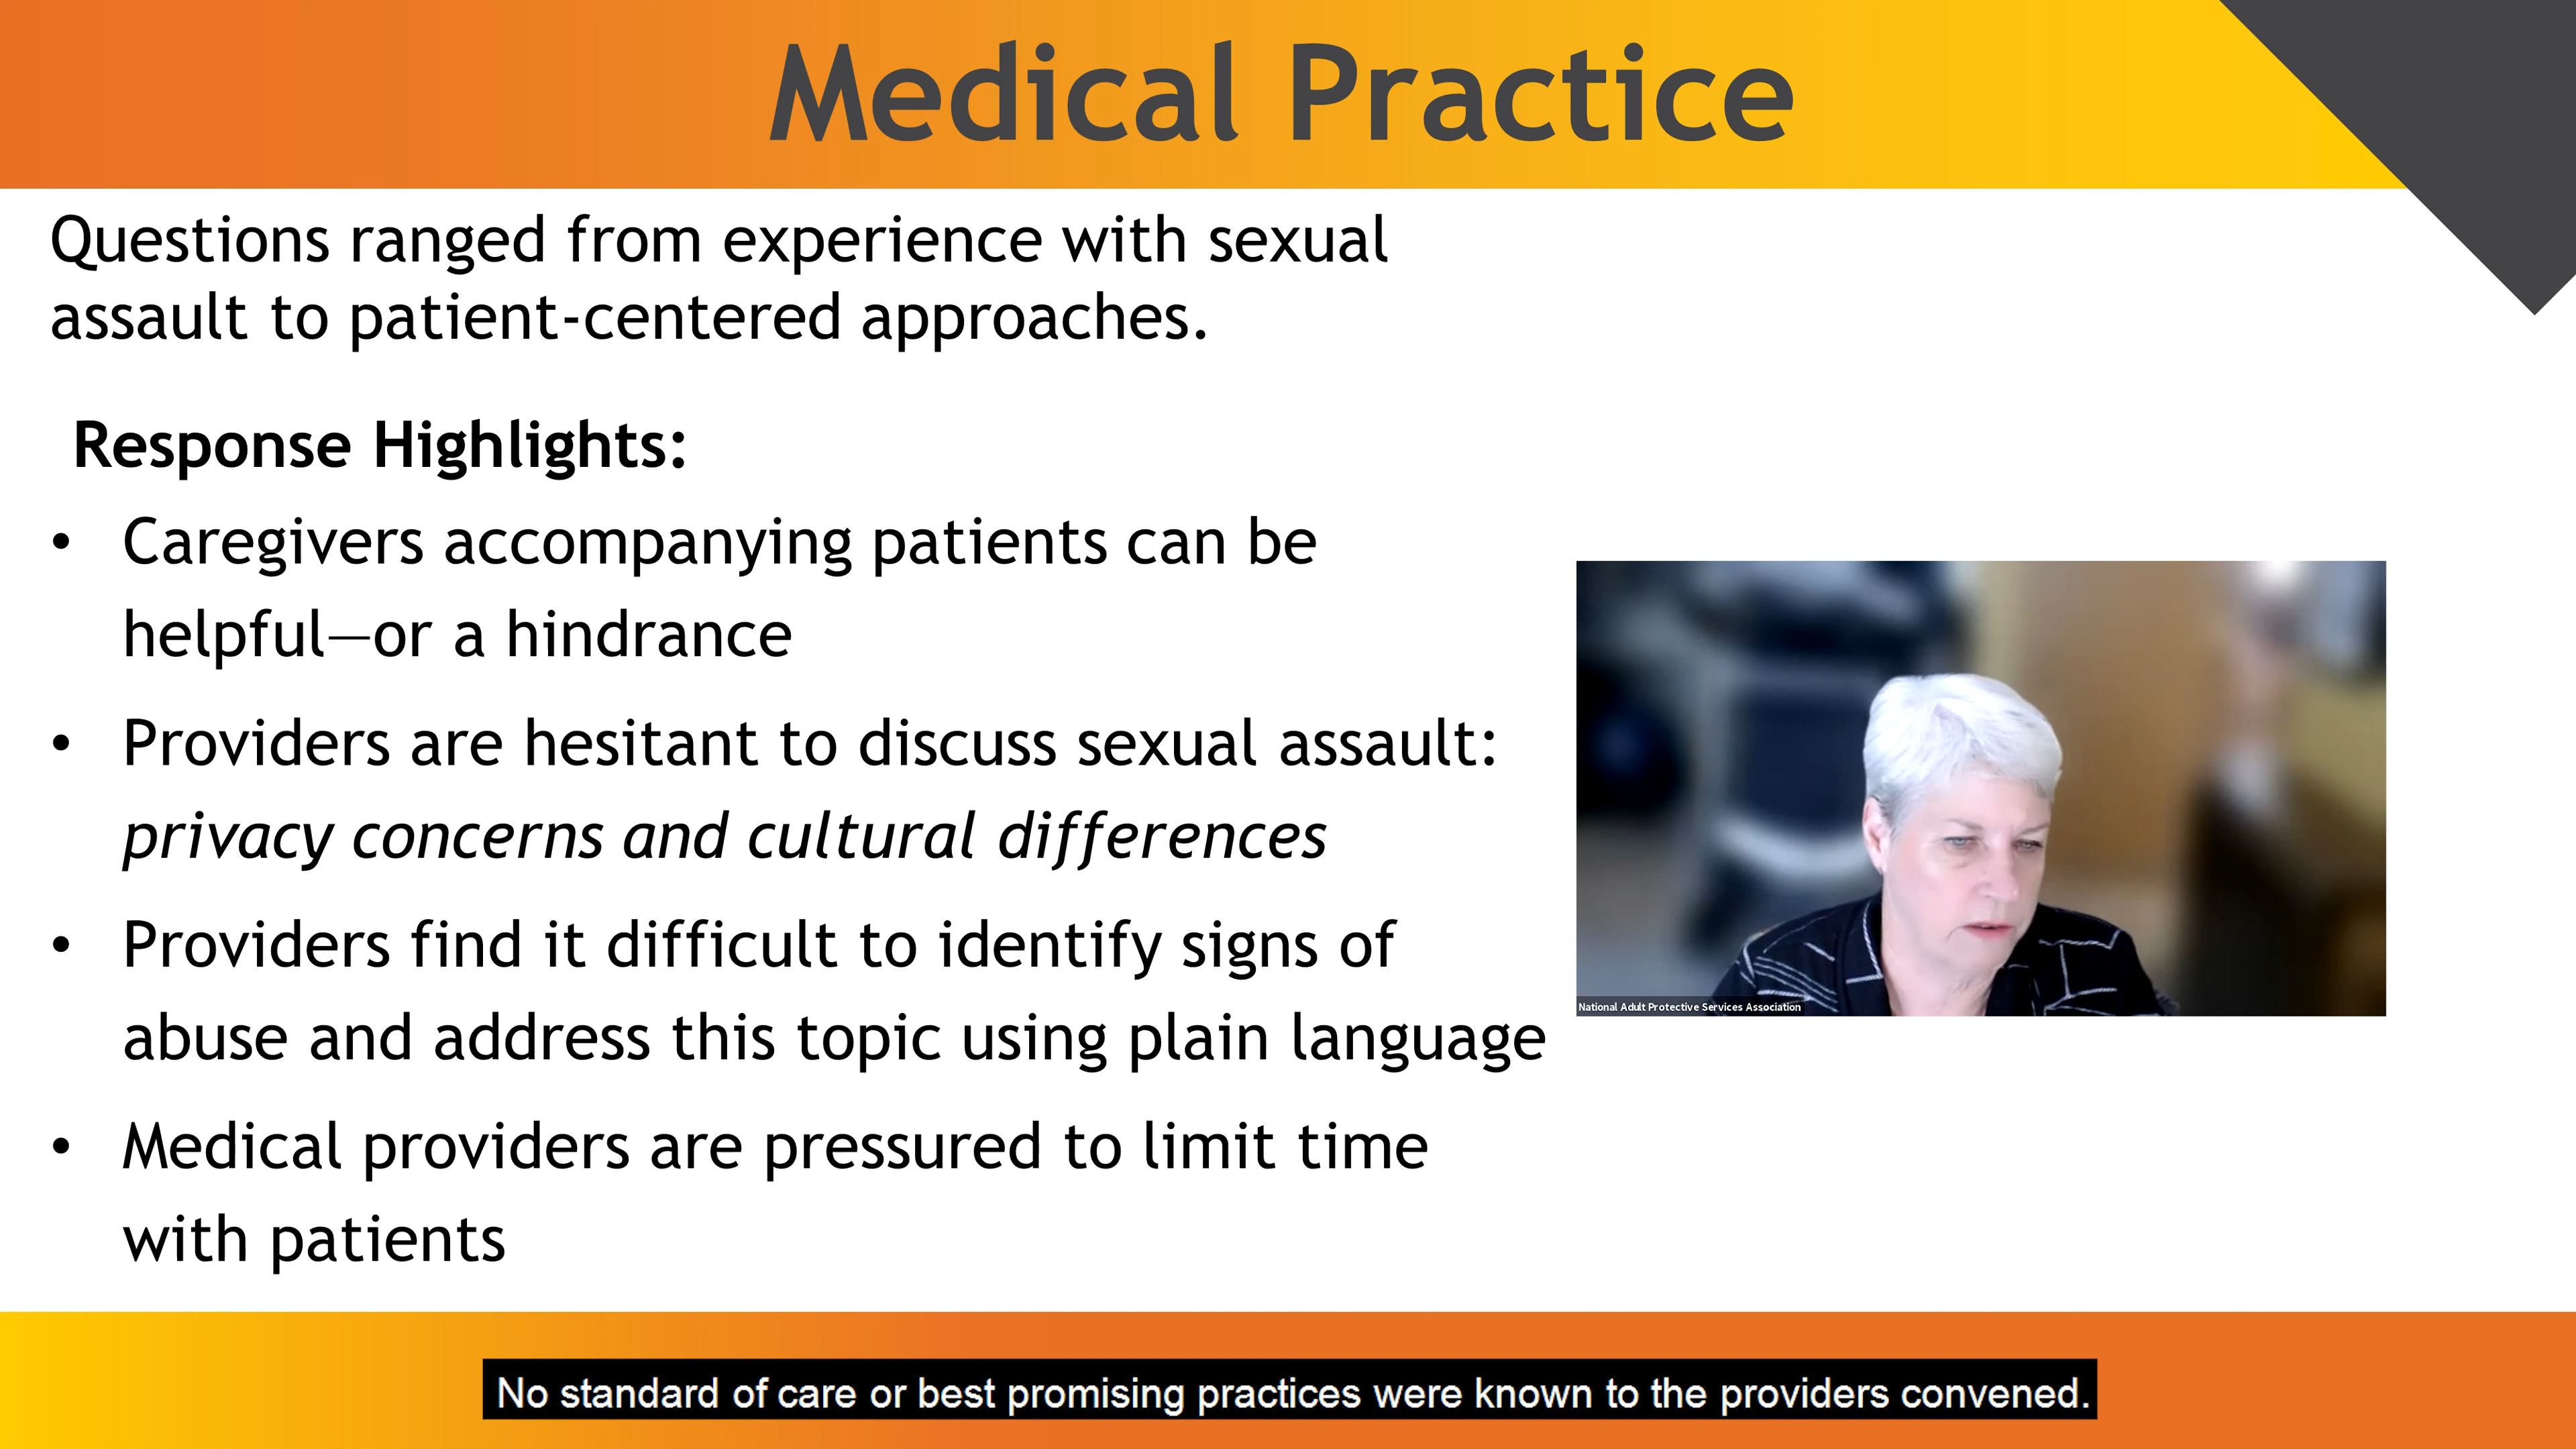 Medical Practice
Questions ranged from experience with sexual
assault to patient-centered approaches.
Response Highlights:
• Caregivers accompanying patients can be
helpful—or a hindrance
• Providers are hesitant to discuss sexual assault:
privacy concerns and cultural differences
• Providers find it difficult to identify signs of
abuse and address this topic using plain language
• Medical providers are pressured to limit time
with patients
National Adult Protective Services Association
No standard of care or best promising practices were known to the providers convened.